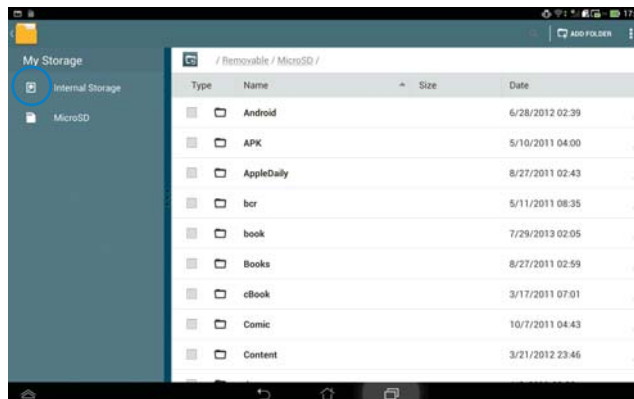 17
ADD FOLDER
My Storage
/ Removable / MicroSD /
Internal Storage
MicroSD
Type Name Size Date
Android 6/28/2012 02:39
APK 5/10/2011 04:00
AppleDaily 8/27/2011 02:43
bcr 5/11/2011 08:35
book 7/29/2013 02:05
Books 8/27/2011 02:59
cBook 3/17/2011 07:01
Comic 10/7/2011 04:43
Content 3/21/2012 23:46